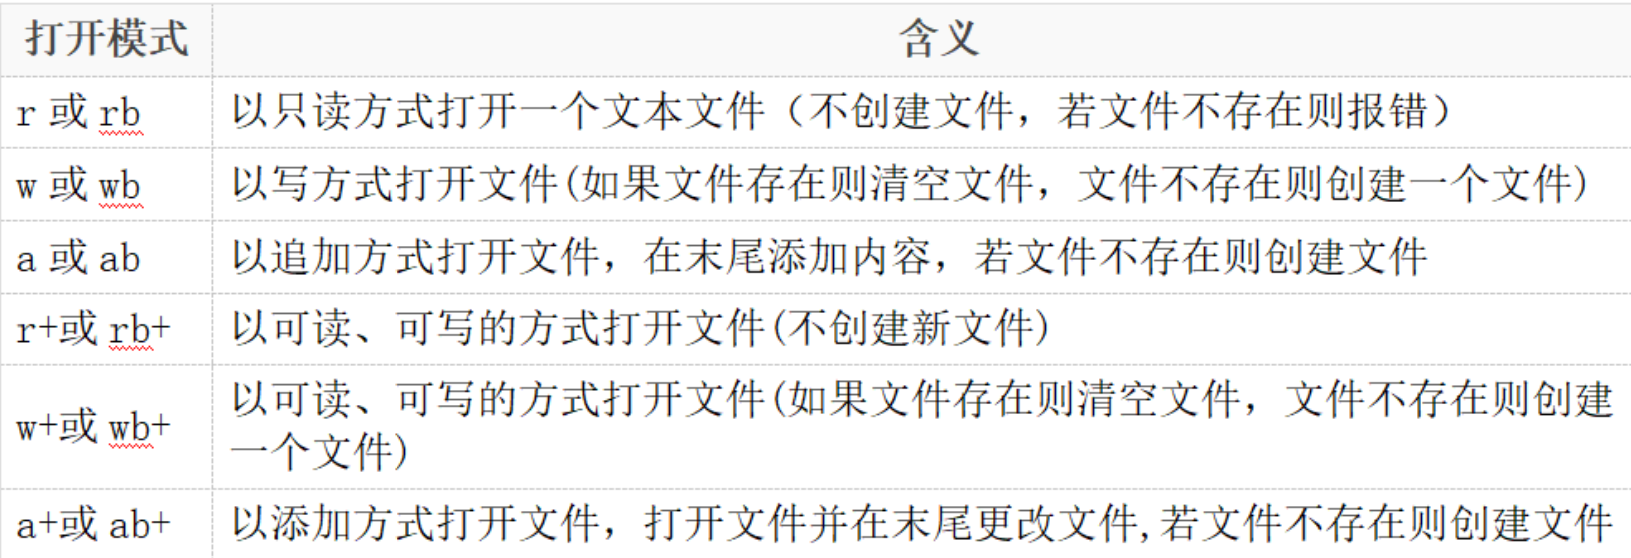 打开模式 含义
r 或 rb 以只读方式打开一个文本文件（不创建文件，若文件不存在则报错）
w 或 wb 以写方式打开文件(如果文件存在则清空文件，文件不存在则创建一个文件)
a 或 ab 以追加方式打开文件，在末尾添加内容，若文件不存在则创建文件
r+或 rb+ 以可读、可写的方式打开文件(不创建新文件)
w+或 wb+ 以可读、可写的方式打开文件(如果文件存在则清空文件，文件不存在则创建
一个文件)
a+或 ab+ 以添加方式打开文件，打开文件并在末尾更改文件,若文件不存在则创建文件